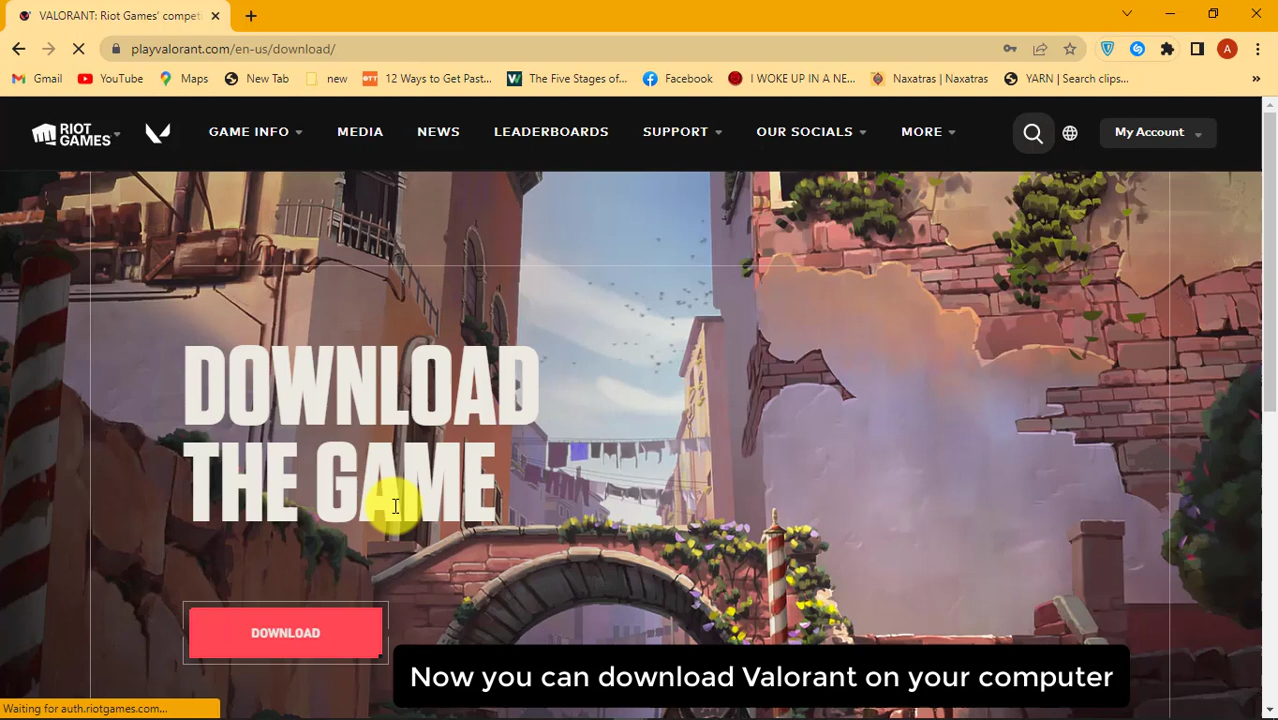 VALORANT: Riot Games' competi
playvalorant.com/en-us/download/
Gmail YouTube Maps New Tab new 12 Ways to Get Past... The Five Stages of... Facebook I WOKE UP IN A NE... Naxatras | Naxatras YARN | Search clips...
RIOT GAMES GAME INFO MEDIA NEWS LEADERBOARDS SUPPORT OUR SOCIALS MORE My Account
DOWNLOAD
THE GAME
DOWNLOAD
Now you can download Valorant on your computer
Waiting for auth.riotgames.com...